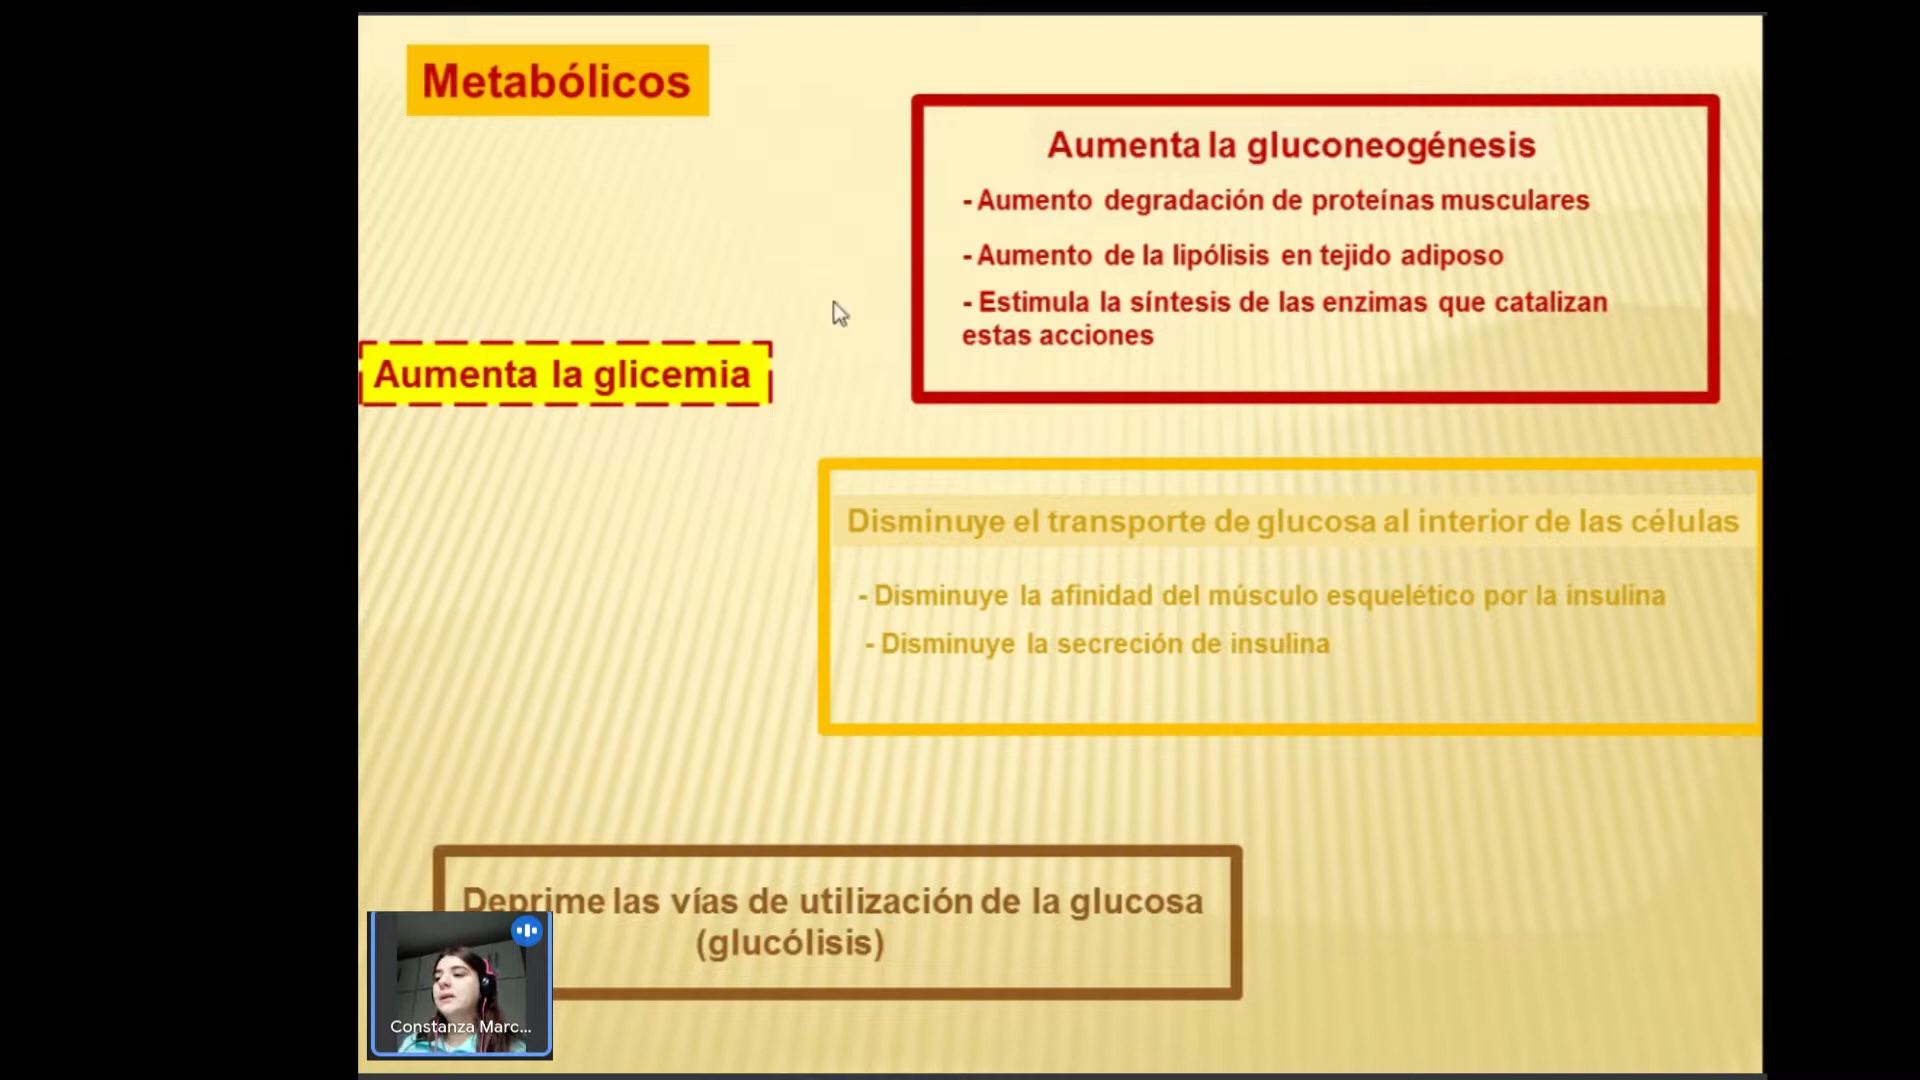 Metabólicos
Aumenta la gluconeogénesis
- Aumento degradación de proteínas musculares
- Aumento de la lipólisis en tejido adiposo
- Estimula la síntesis de las enzimas que catalizan
estas acciones
Aumenta la glicemia
Disminuye el transporte de glucosa al interior de las células
- Disminuye la afinidad del músculo esquelético por la insulina
- Disminuye la secreción de insulina
Deprime las vías de utilización de la glucosa
(glucólisis)
Constanza Marc...